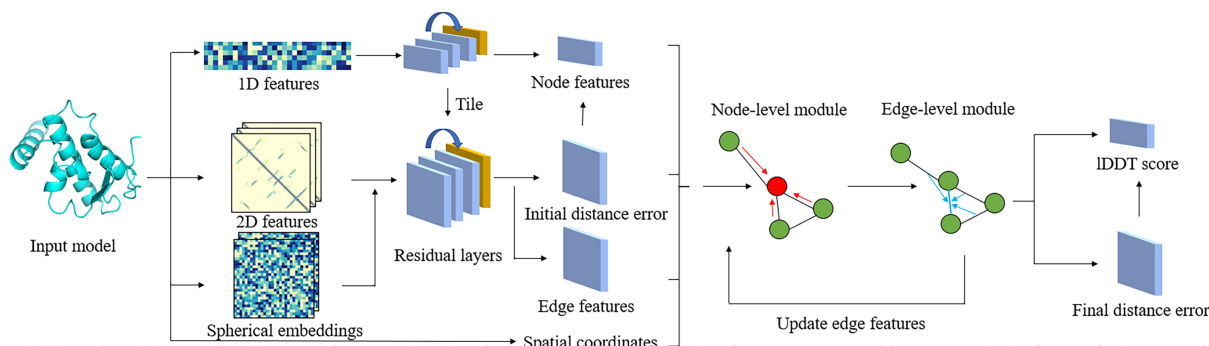 Input model
1D features
2D features
Spherical embeddings
Tile
Residual layers
Node features
Initial distance error
Edge features
Spatial coordinates
Node-level module
Edge-level module
Update edge features
lDDT score
Final distance error